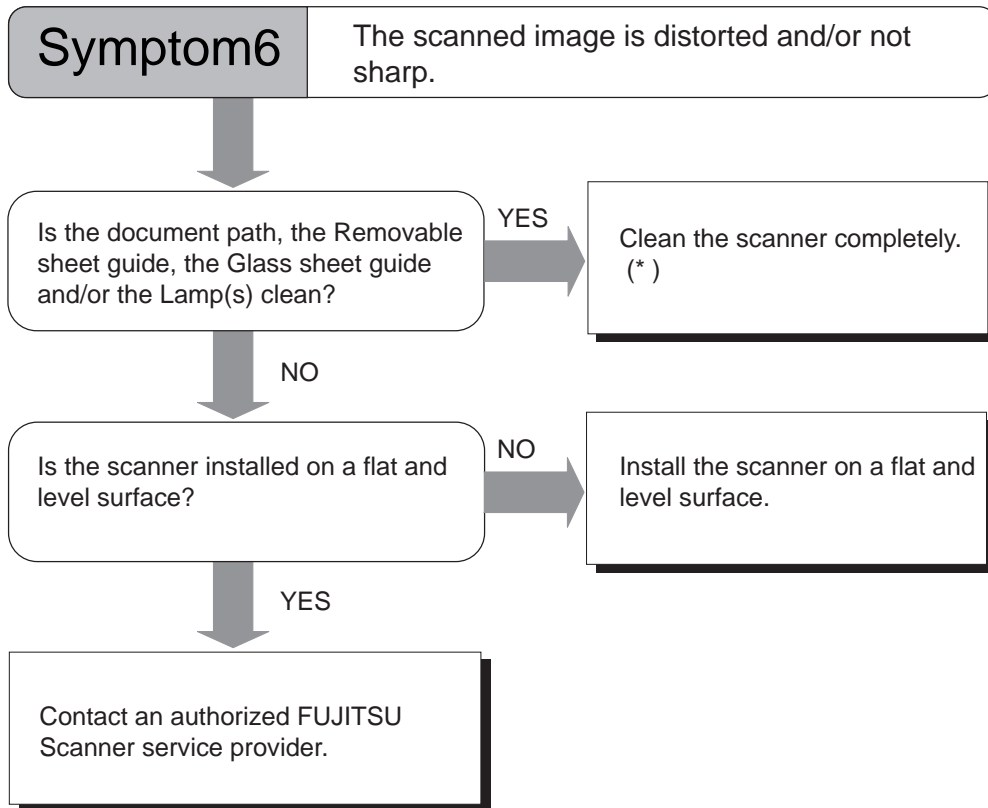 Symptom6
The scanned image is distorted and/or not
sharp.
Is the document path, the Removable
sheet guide, the Glass sheet guide
and/or the Lamp(s) clean?
YES
Clean the scanner completely.
(* )
NO
Is the scanner installed on a flat and
level surface?
NO
Install the scanner on a flat and
level surface.
YES
Contact an authorized FUJITSU
Scanner service provider.